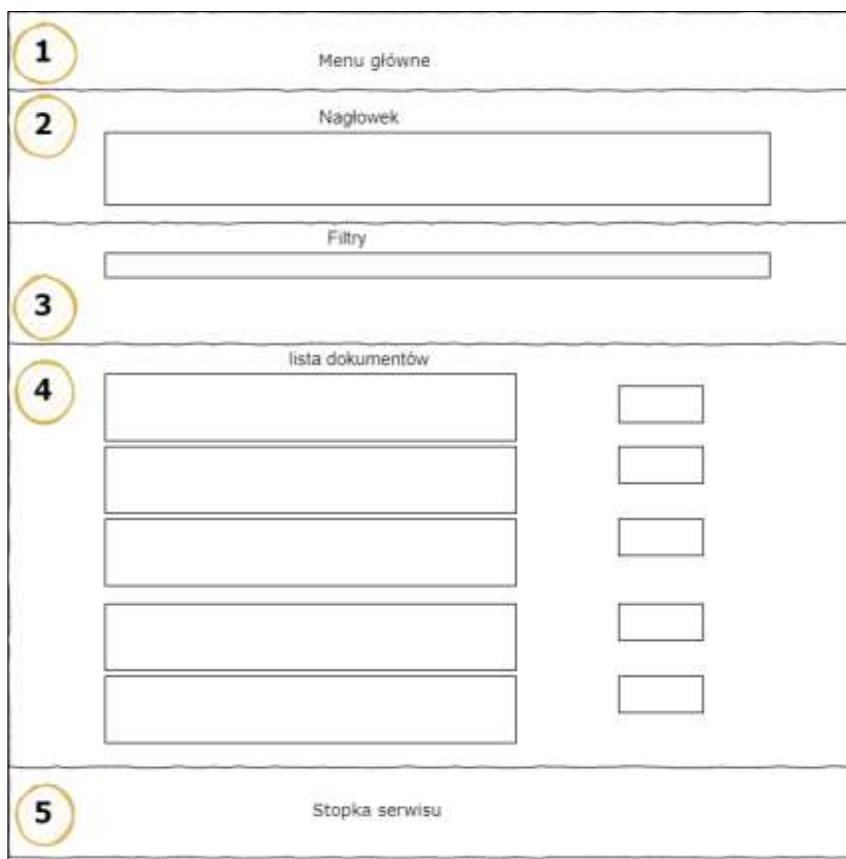 1
Menu główne
2
Nagłowek
Filtry
3
lista dokumentów
4
5
Stopka serwisu